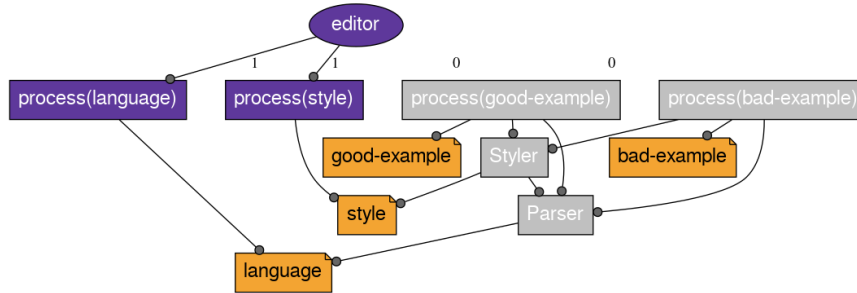 editor
1
1
0
0
process(language)
process(style)
process(good-example)
process(bad-example)
good-example
Styler
bad-example
style
Parser
language